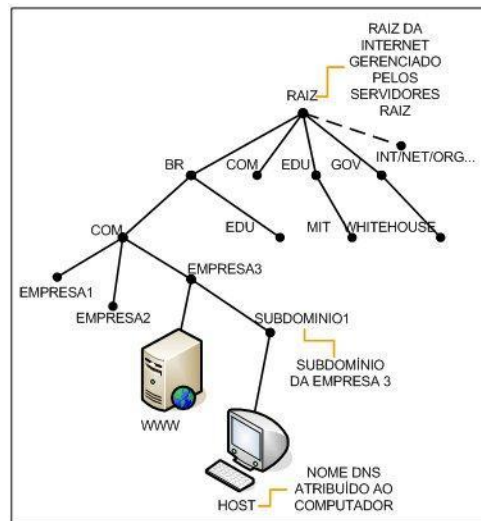 RAIZ DA
INTERNET
GERENCIADO
PELOS
SERVIDORES
RAIZ
RAIZ
INT/NET/ORG...
BR
COM
EDU
GOV
COM
EDU
MIT
WHITEHOUSE
EMPRESA1
EMPRESA2
EMPRESA3
SUBDOMINIO1
SUBDOMÍNIO
DA EMPRESA 3
WWW
NOME DNS
ATRIBUÍDO AO
COMPUTADOR
HOST